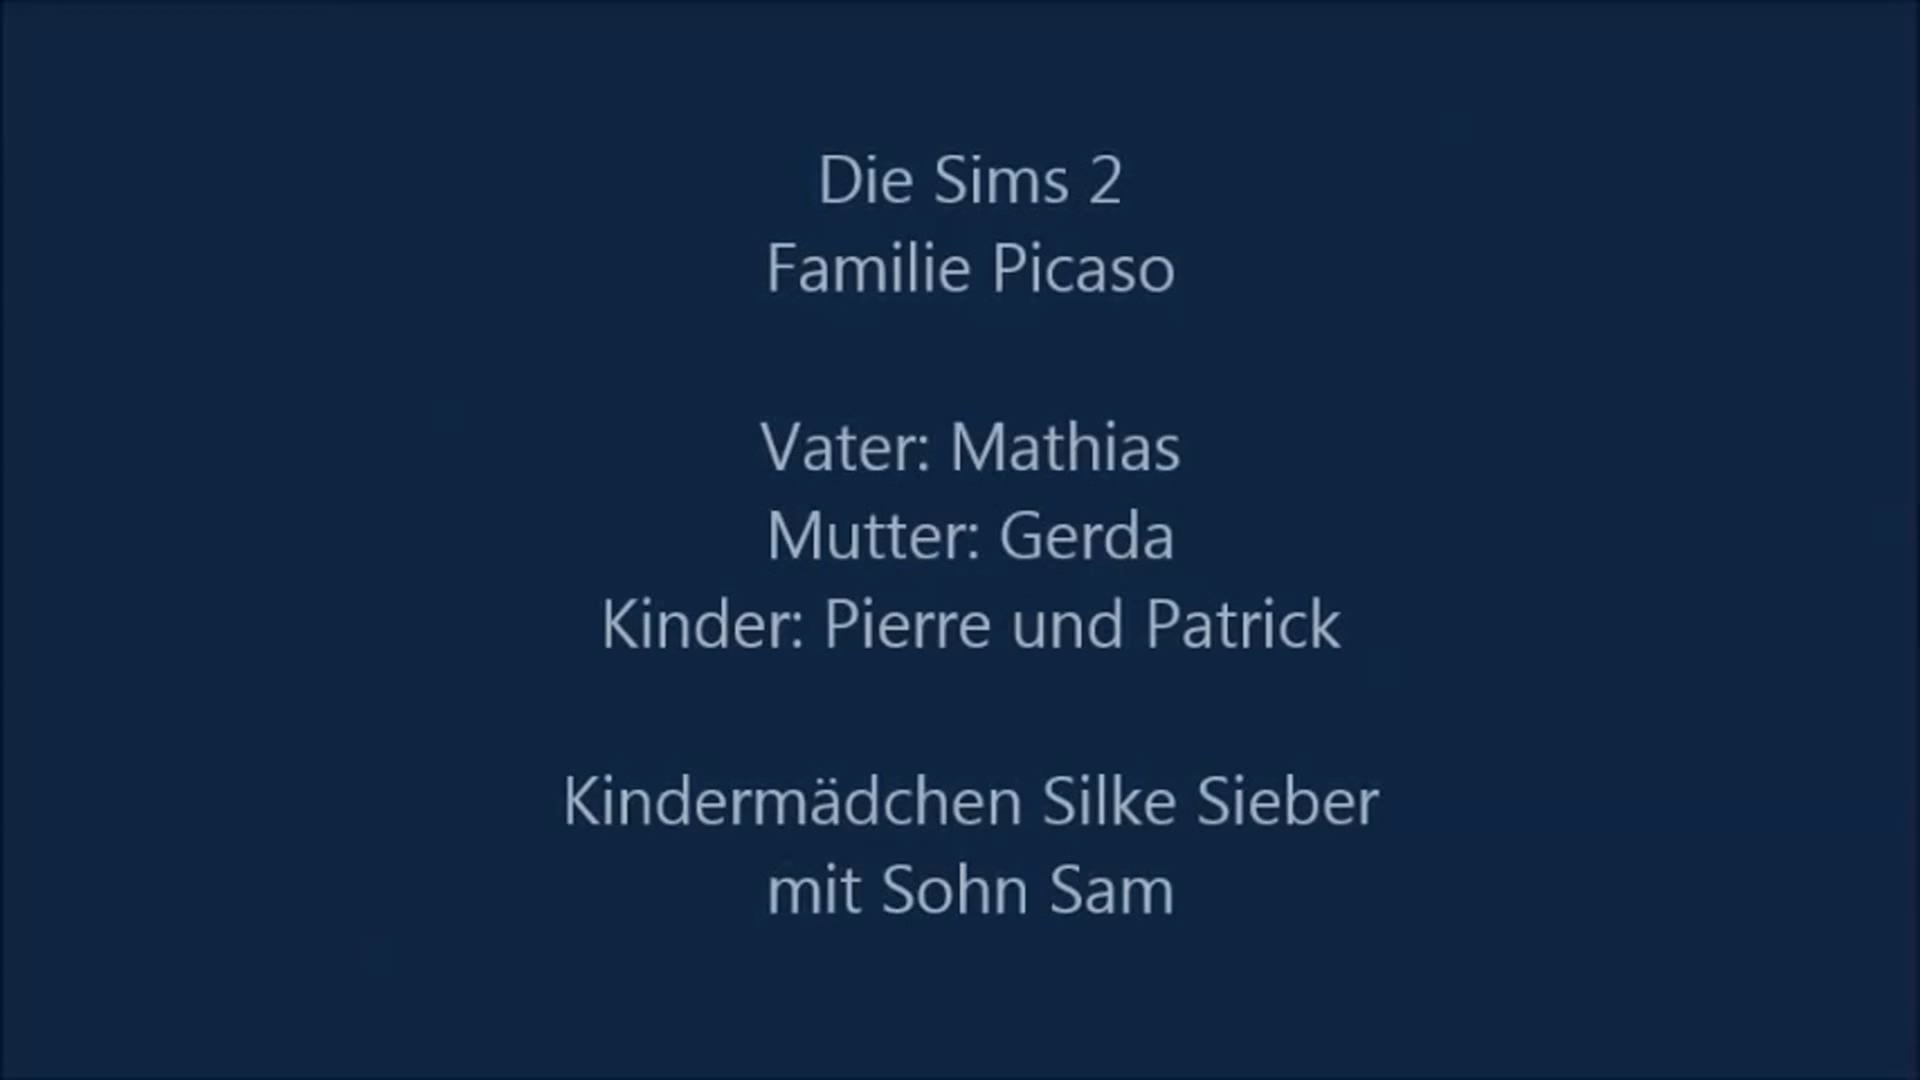 Die Sims 2
Familie Picaso
Vater: Mathias
Mutter: Gerda
Kinder: Pierre und Patrick
Kindermädchen Silke Sieber
mit Sohn Sam